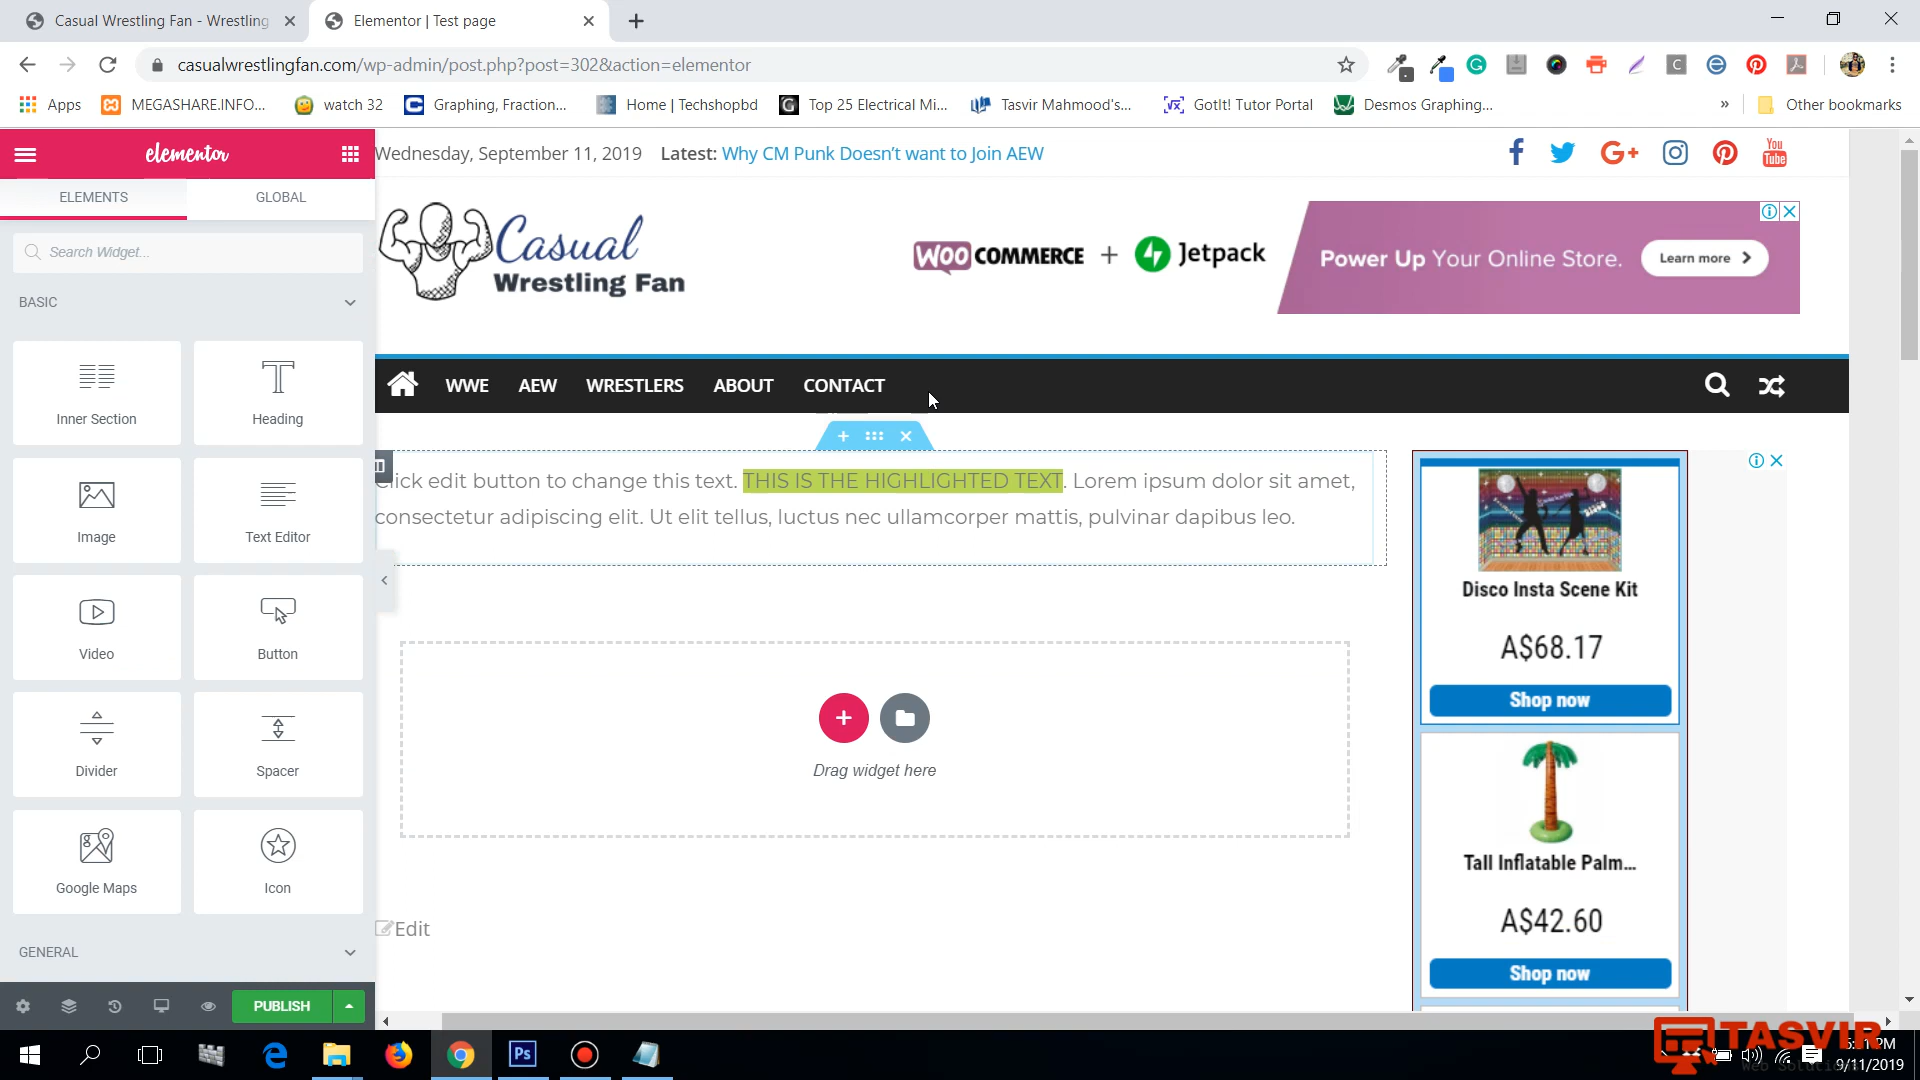 Casual Wrestling Fan - Wrestling
Elementor | Test page
casualwrestlingfan.com/wp-admin/post.php?post=302&action=elementor
Apps
MEGASHARE.INFO...
watch 32
Graphing, Fraction...
Home | Techshopbd
Top 25 Electrical Mi...
Tasvir Mahmood's...
GotIt! Tutor Portal
Desmos Graphing...
» Other bookmarks
elementor
Wednesday, September 11, 2019 Latest: Why CM Punk Doesn't want to Join AEW
You
Tube
ELEMENTS
GLOBAL
Search Widget...
BASIC
Casual
Wrestling Fan
WOO COMMERCE + Jetpack
Power Up Your Online Store.
Learn more
WWE AEW WRESTLERS ABOUT CONTACT
Inner Section
Heading
Image
Text Editor
Video
Button
Divider
Spacer
Google Maps
Icon
GENERAL
PUBLISH
Click edit button to change this text. THIS IS THE HIGHLIGHTED TEXT. Lorem ipsum dolor sit amet,
consectetur adipiscing elit. Ut elit tellus, luctus nec ullamcorper mattis, pulvinar dapibus leo.
Drag widget here
Edit
Disco Insta Scene Kit
A$68.17
Shop now
Tall Inflatable Palm...
A$42.60
Shop now
TASVIR
PM
9/11/2019